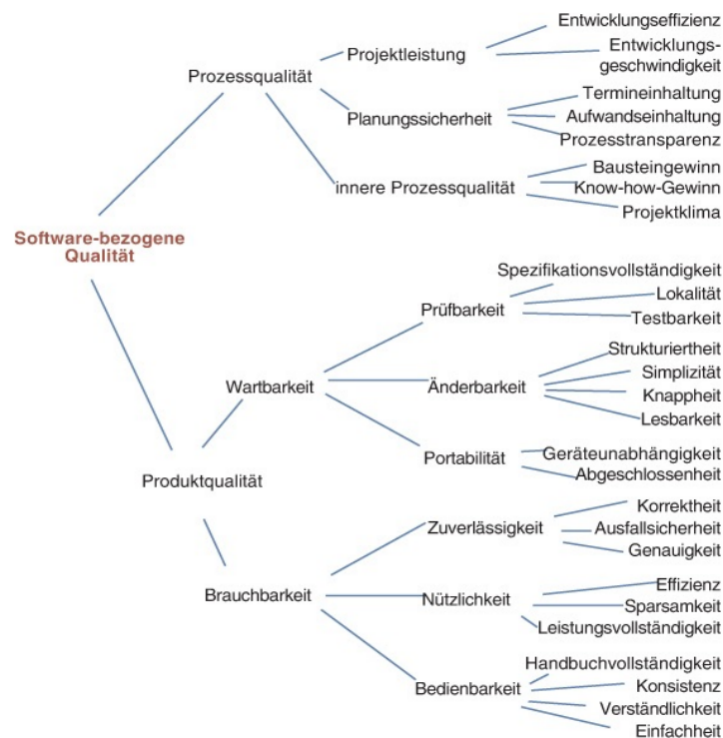 Software-bezogene
Qualität
Prozessqualität
Projektleistung
Entwicklungseffizienz
Entwicklungs-
geschwindigkeit
Planungssicherheit
Termineinhaltung
Aufwandseinhaltung
Prozesstransparenz
innere Prozessqualität
Bausteingewinn
Know-how-Gewinn
Projektklima
Produktqualität
Wartbarkeit
Prüfbarkeit
Spezifikationsvollständigkeit
Lokalität
Testbarkeit
Änderbarkeit
Strukturiertheit
Simplizität
Knappheit
Lesbarkeit
Portabilität
Geräteunabhängigkeit
Abgeschlossenheit
Brauchbarkeit
Zuverlässigkeit
Korrektheit
Ausfallsicherheit
Genauigkeit
Nützlichkeit
Effizienz
Sparsamkeit
Leistungsvollständigkeit
Bedienbarkeit
Handbuchvollständigkeit
Konsistenz
Verständlichkeit
Einfachheit